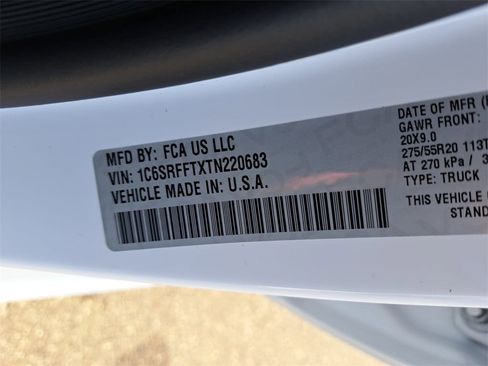 MFD BY: FCA US LLC
VIN: 1C6SRFFTXTN220683
VEHICLE MADE IN U.S.A.
DATE OF MFR
GAWR FRONT:
20X9.0
275/55R20 113T
AT 270 kPa /
TYPE: TRUCK
THIS VEHICLE
STAND